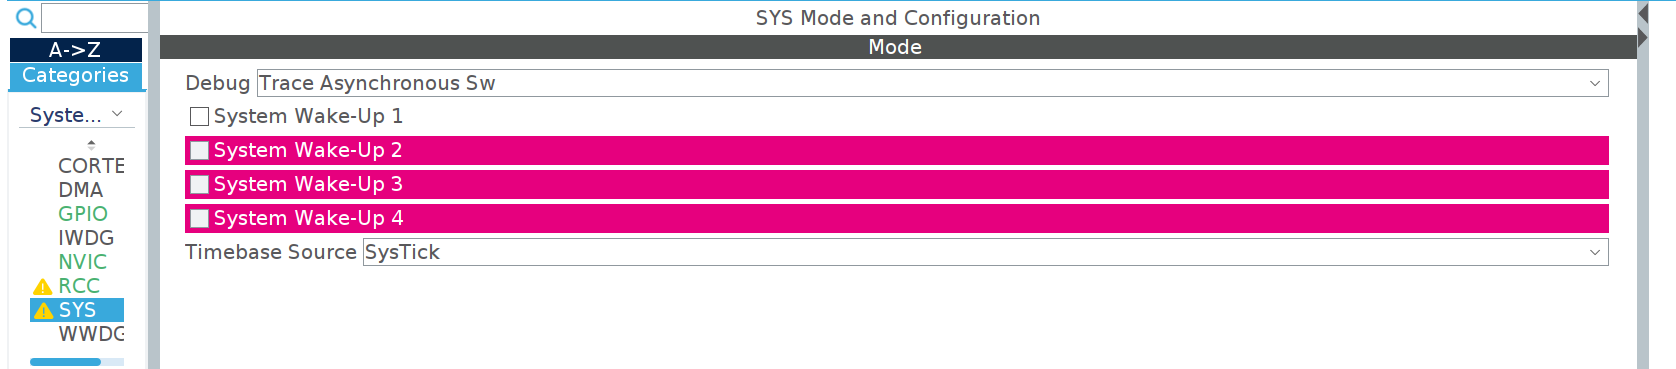 SYS Mode and Configuration
A->Z
Categories
Syste...
CORTE
DMA
GPIO
IWDG
NVIC
RCC
SYS
WWDG
Mode
Debug Trace Asynchronous Sw
System Wake-Up 1
System Wake-Up 2
System Wake-Up 3
System Wake-Up 4
Timebase Source SysTick